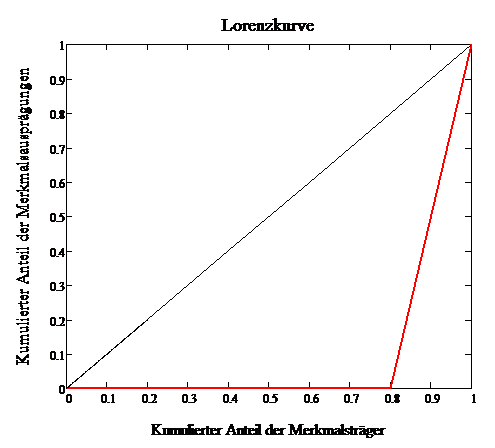 Lorenzkurve
Kumulierter Anteil der Merkmalsausprägungen
1
0.9
0.8
0.7
0.6
0.5
0.4
0.3
0.2
0.1
0
0 0.1 0.2 0.3 0.4 0.5 0.6 0.7 0.8 0.9 1
Kumulierter Anteil der Merkmalsträger